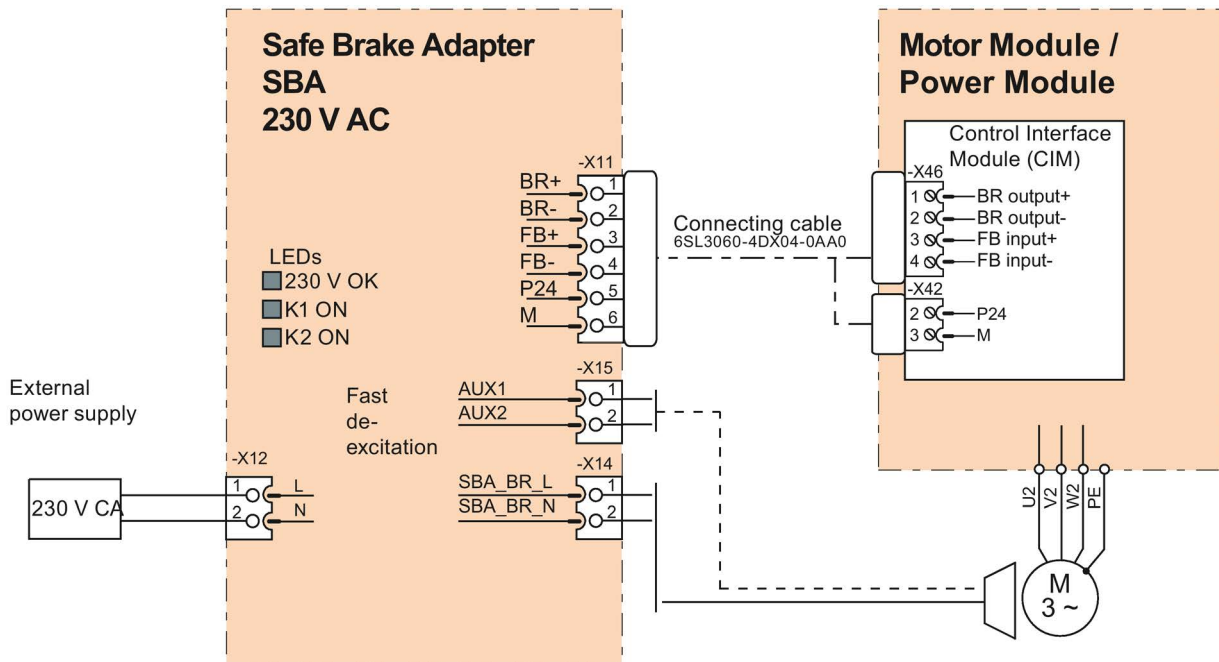 Safe Brake Adapter
SBA
230 V AC
-X11
BR+
1
BR-
2
FB+
3
FB-
4
P24
5
M
6
LEDs
230 V OK
K1 ON
K2 ON
Connecting cable
6SL3060-4DX04-0AA0
Motor Module /
Power Module
Control Interface
Module (CIM)
-X46
1 BR output+
2 BR output-
3 FB input+
4 FB input-
-X42
2 P24
3 M
External
power supply
230 V CA
-X12
1 L
2 N
Fast
de-
excitation
-X15
AUX1 1
AUX2 2
-X14
SBA_BR_L 1
SBA_BR_N 2
U2
V2
W2
PE
M
3 ~